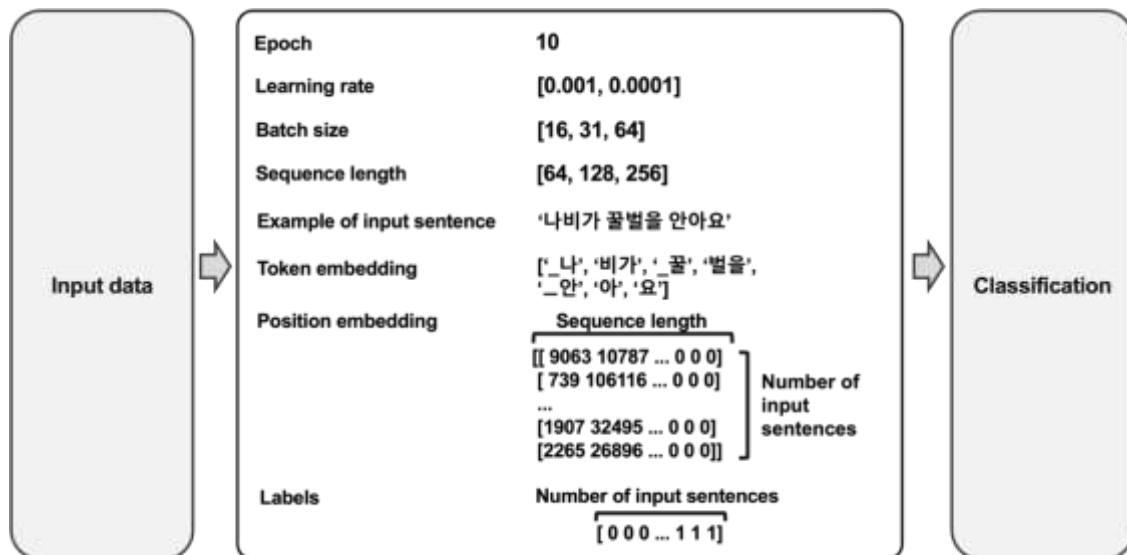 Input data
Epoch 10
Learning rate [0.001, 0.0001]
Batch size [16, 31, 64]
Sequence length [64, 128, 256]
Example of input sentence ‘나비가 꿀벌을 안아요’
Token embedding [‘_나’, ‘비가’, ‘_꿀’, ‘벌을’,
‘_안’, ‘아’, ‘요’]
Position embedding Sequence length
[[ 9063 10787 ... 0 0 0]
[ 739 106116 ... 0 0 0]
...
[1907 32495 ... 0 0 0]
[2265 26896 ... 0 0 0]]
Number of
input
sentences
Labels Number of input sentences
[ 0 0 0 ... 1 1 1]
Classification